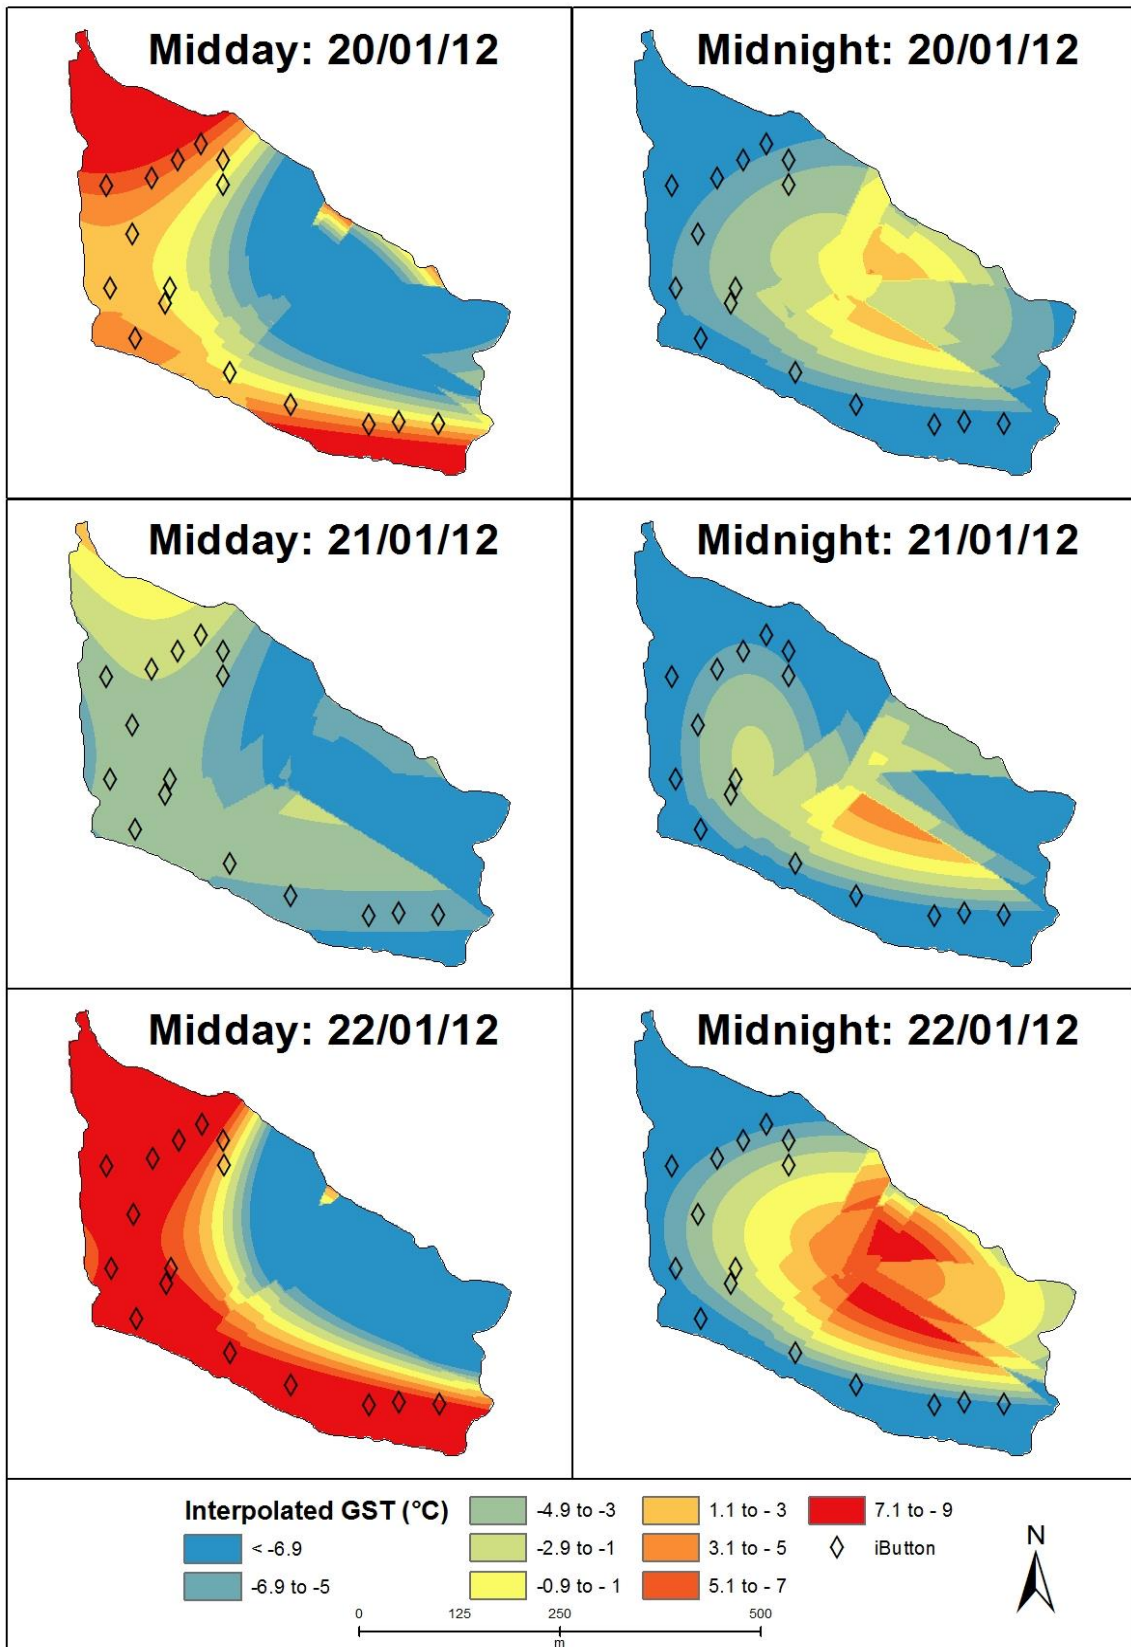 Midday: 20/01/12
Midnight: 20/01/12
Midday: 21/01/12
Midnight: 21/01/12
Midday: 22/01/12
Midnight: 22/01/12
Interpolated GST (°C)
< -6.9
-6.9 to -5
-4.9 to -3
-2.9 to -1
-0.9 to - 1
1.1 to - 3
3.1 to - 5
5.1 to - 7
7.1 to - 9
iButton
N
0 125 250 500
m